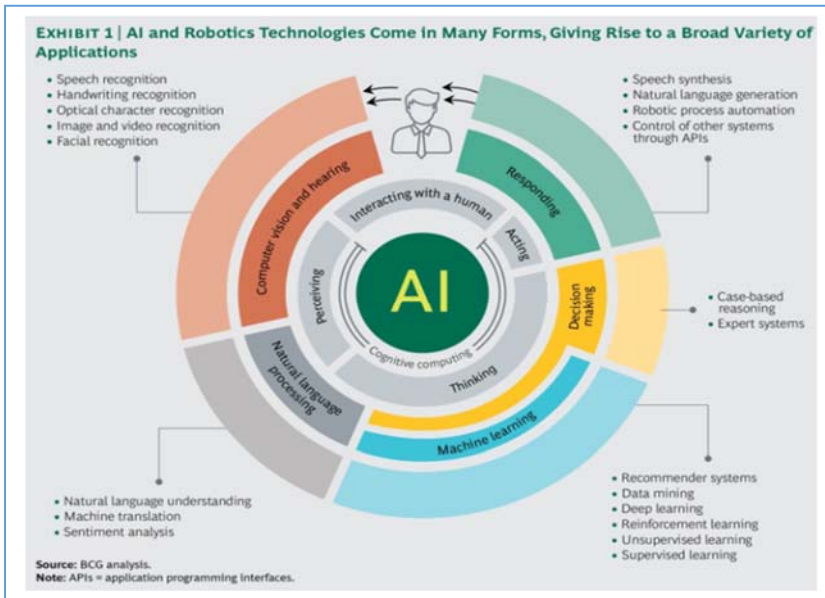 EXHIBIT 1 | AI and Robotics Technologies Come in Many Forms, Giving Rise to a Broad Variety of
Applications
• Speech recognition
• Handwriting recognition
• Optical character recognition
• Image and video recognition
• Facial recognition
• Speech synthesis
• Natural language generation
• Robotic process automation
• Control of other systems
through APIs
Computer vision and hearing
Interacting with a human
Responding
Acting
Perceiving
AI
Decision
making
• Case-based
reasoning
• Expert systems
Cognitive computing
Thinking
Natural language
processing
Machine learning
• Natural language understanding
• Machine translation
• Sentiment analysis
• Recommender systems
• Data mining
• Deep learning
• Reinforcement learning
• Unsupervised learning
• Supervised learning
Source: BCG analysis.
Note: APIs = application programming interfaces.